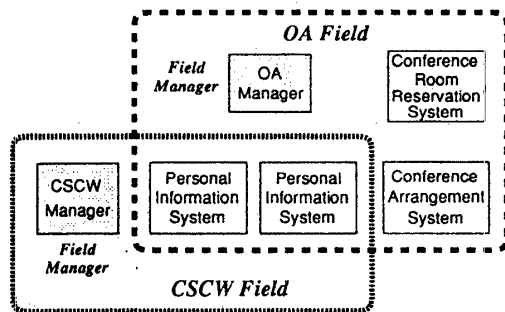 OA Field
Field
Manager
OA
Manager
Conference
Room
Reservation
System
CSCW
Manager
Field
Manager
Personal
Information
System
Personal
Information
System
Conference
Arrangement
System
CSCW Field